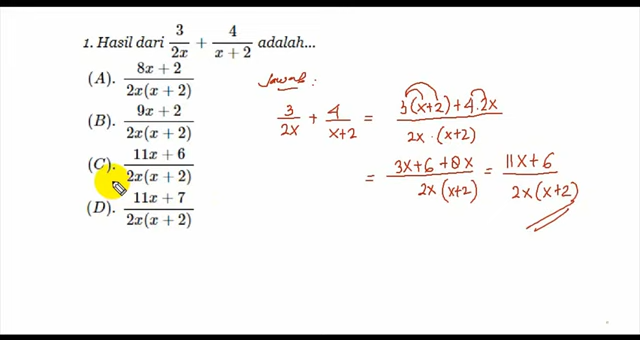 1. Hasil dari 3/2x + 4/(x + 2) adalah...
(A). (8x + 2)/(2x(x + 2))
(B). (9x + 2)/(2x(x + 2))
(C). (11x + 6)/(2x(x + 2))
(D). (11x + 7)/(2x(x + 2))
Jawab :
3/2x + 4/(x+2) = (3(x+2) + 4.2x)/(2x . (x+2))
= (3x + 6 + 8x)/(2x (x+2)) = (11x + 6)/(2x (x+2))